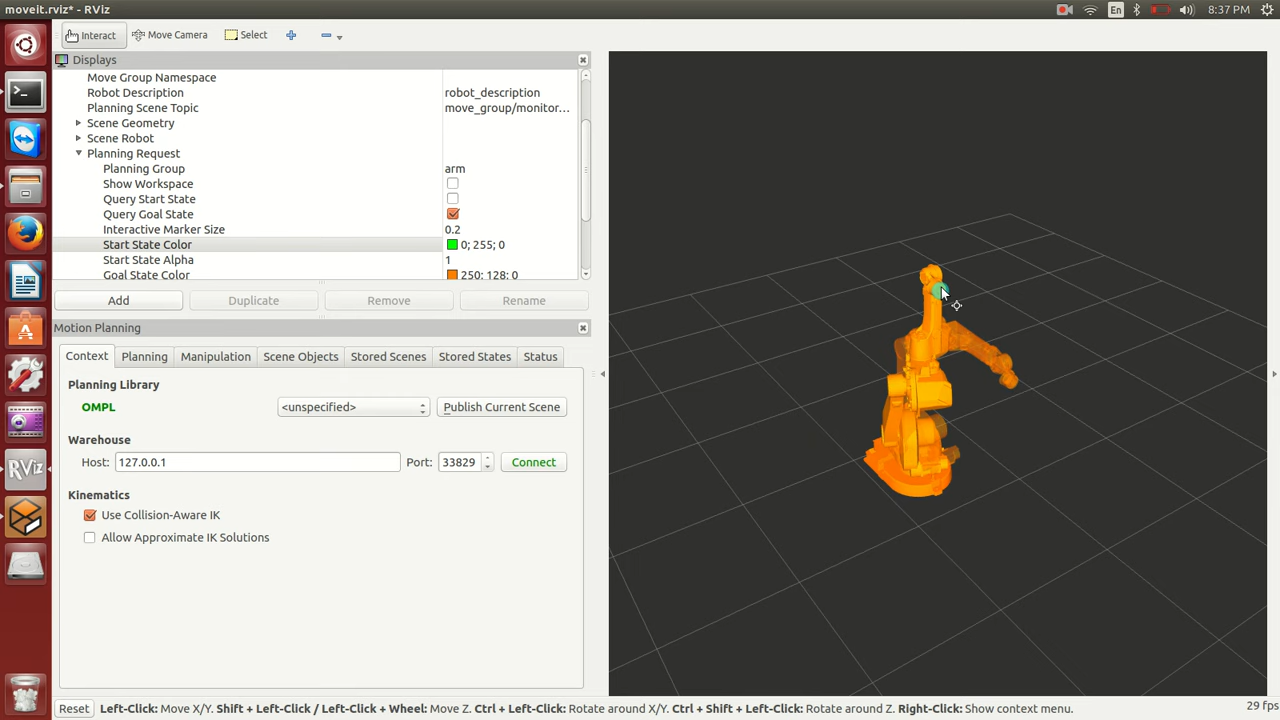 moveit.rviz* - RViz
En
8:37 PM
Interact
Move Camera
Select
Displays
Move Group Namespace
Robot Description robot_description
Planning Scene Topic move_group/monitor...
Scene Geometry
Scene Robot
Planning Request
Planning Group arm
Show Workspace
Query Start State
Query Goal State
Interactive Marker Size 0.2
Start State Color 0; 255; 0
Start State Alpha 1
Goal State Color 250; 128; 0
Add Duplicate Remove Rename
Motion Planning
Context Planning Manipulation Scene Objects Stored Scenes Stored States Status
Planning Library
OMPL <unspecified> Publish Current Scene
Warehouse
Host: 127.0.0.1 Port: 33829 Connect
Kinematics
Use Collision-Aware IK
Allow Approximate IK Solutions
RViz
Reset Left-Click: Move X/Y. Shift + Left-Click / Left-Click + Wheel: Move Z. Ctrl + Left-Click: Rotate around X/Y. Ctrl + Shift + Left-Click: Rotate around Z. Right-Click: Show context menu. 29 fps